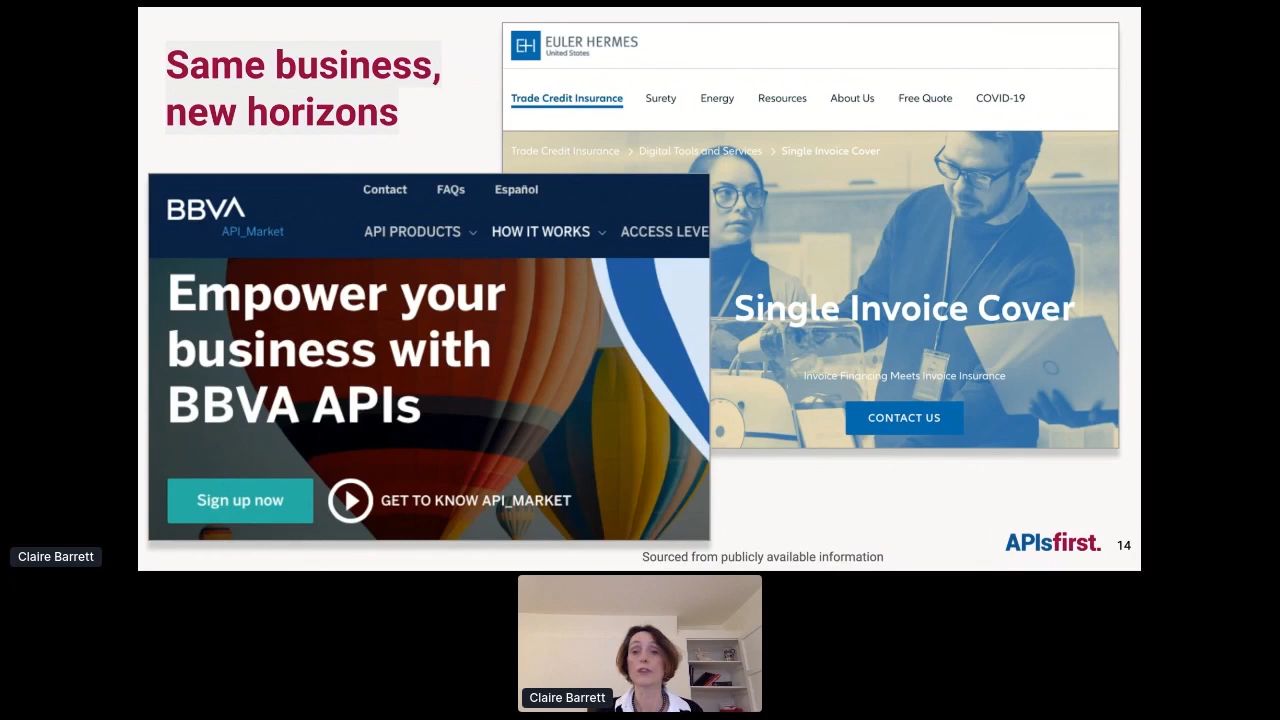 Same business,
new horizons
EH EULER HERMES
United States
Trade Credit Insurance Surety Energy Resources About Us Free Quote COVID-19
Trade Credit Insurance > Digital Tools and Services > Single Invoice Cover
Single Invoice Cover
Invoice Financing Meets Invoice Insurance
CONTACT US
Contact FAQs Español
BBVA
API_Market
API PRODUCTS HOW IT WORKS ACCESS LEVE
Empower your
business with
BBVA APIs
Sign up now GET TO KNOW API_MARKET
Sourced from publicly available information
APIsfirst. 14
Claire Barrett
Claire Barrett